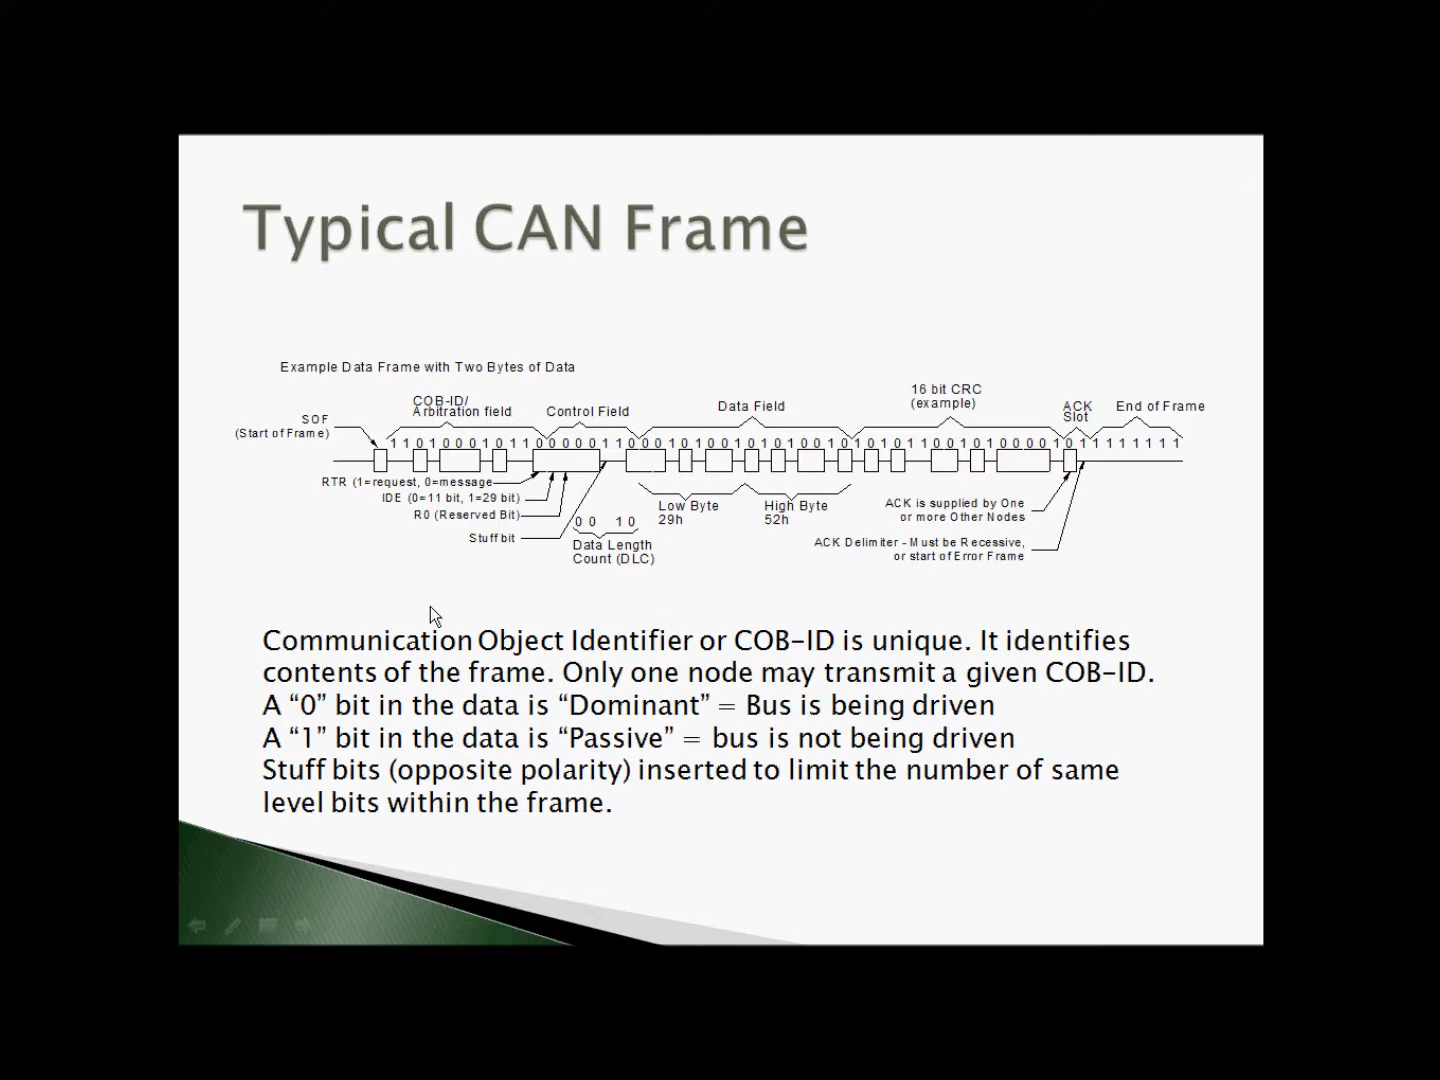 Typical CAN Frame
Example Data Frame with Two Bytes of Data
SOF
(Start of Frame)
COB-ID/
Arbitration field
Control Field
Data Field
16 bit CRC
(example)
ACK
Slot
End of Frame
1 1 0 1 0 0 0 1 0 1 1 0 0 0 0 0 1 1 0 0 0 1 0 1 0 0 1 0 1 0 1 0 0 1 0 1 0 1 0 1 1 0 0 1 0 1 0 0 0 0 1 0 1 1 1 1 1 1 1 1
RTR (1=request, 0=message
IDE (0=11 bit, 1=29 bit)
R0 (Reserved Bit)
Stuff bit
0 0 1 0
Data Length
Count (DLC)
Low Byte
29h
High Byte
52h
ACK is supplied by One
or more Other Nodes
ACK Delimiter - Must be Recessive,
or start of Error Frame
Communication Object Identifier or COB-ID is unique. It identifies
contents of the frame. Only one node may transmit a given COB-ID.
A “0” bit in the data is “Dominant” = Bus is being driven
A “1” bit in the data is “Passive” = bus is not being driven
Stuff bits (opposite polarity) inserted to limit the number of same
level bits within the frame.